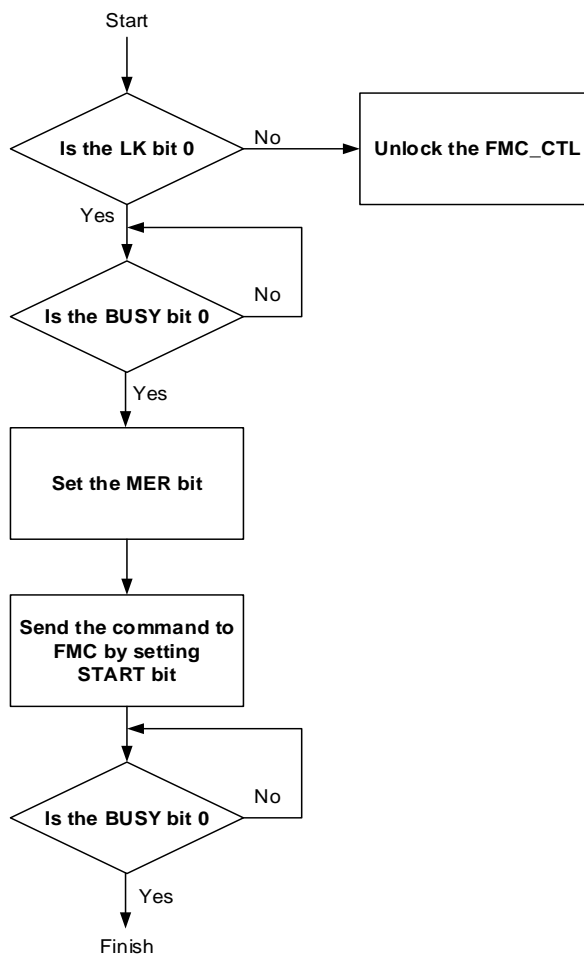 Start
Is the LK bit 0
No
Unlock the FMC_CTL
Yes
Is the BUSY bit 0
No
Yes
Set the MER bit
Send the command to
FMC by setting
START bit
Is the BUSY bit 0
No
Yes
Finish